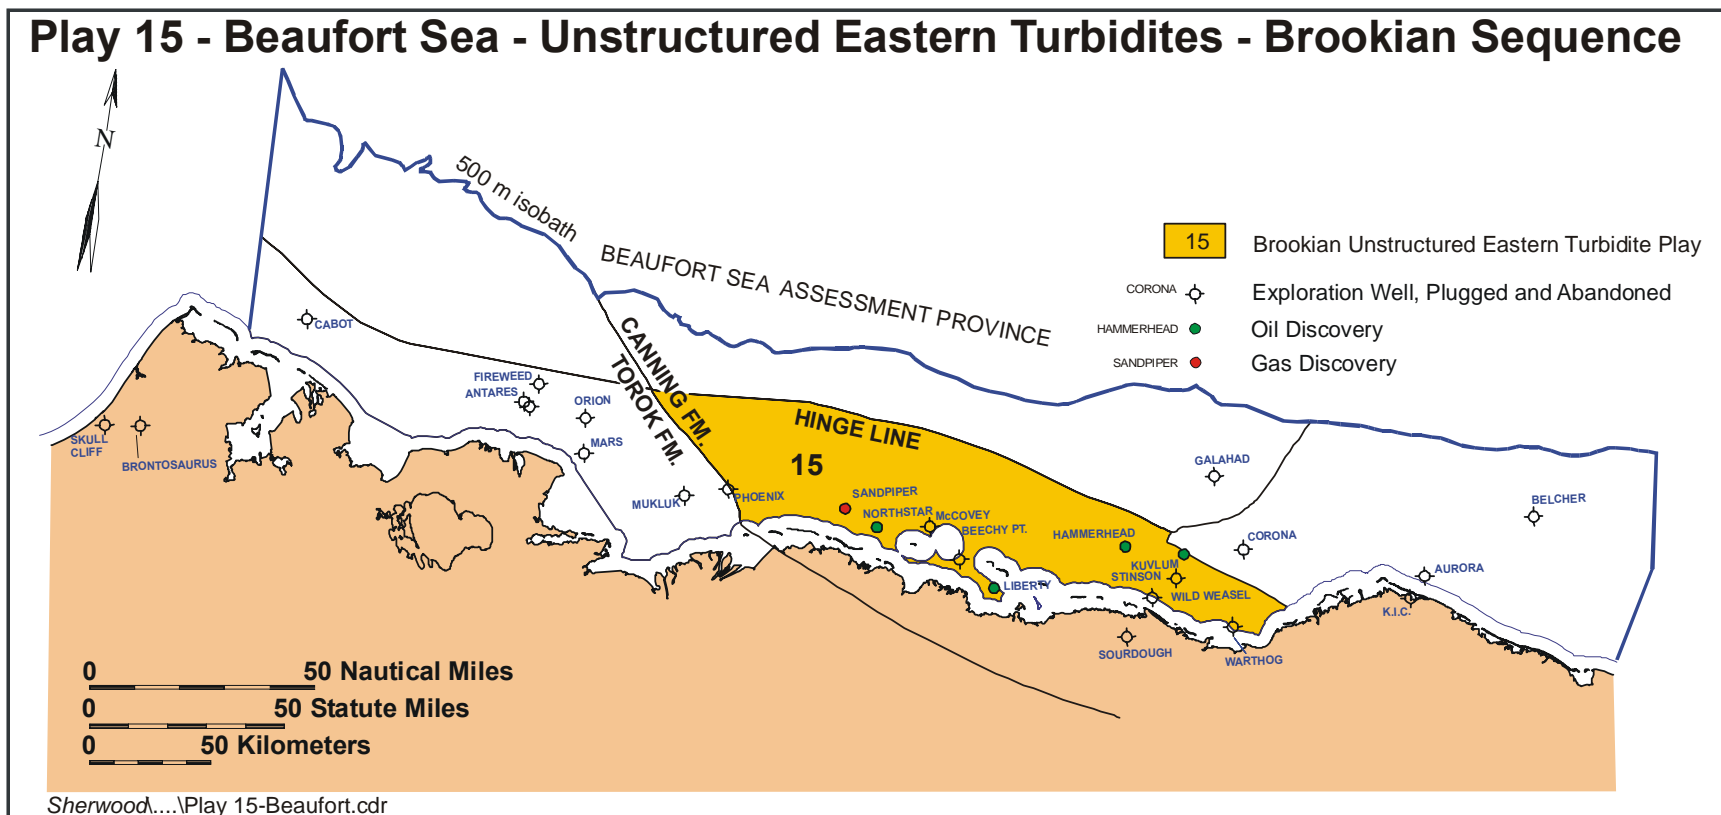 Play 15 - Beaufort Sea - Unstructured Eastern Turbidites - Brookian Sequence
N
500 m isobath
BEAUFORT SEA ASSESSMENT PROVINCE
15
Brookian Unstructured Eastern Turbidite Play
CORONA
Exploration Well, Plugged and Abandoned
HAMMERHEAD
Oil Discovery
SANDPIPER
Gas Discovery
CABOT
CANNING FM.
TOROK FM.
FIREWEED
ANTARES
ORION
MARS
HINGE LINE
15
SKULL
CLIFF
BRONTOSAURUS
MUKLUK
PHOENIX
SANDPIPER
NORTHSTAR
McCOVEY
BEECHY PT.
HAMMERHEAD
KUVLUM
STINSON
LIBERTY
WILD WEASEL
GALAHAD
CORONA
BELCHER
AURORA
K.I.C.
SOURDOUGH
WARTHOG
0 50 Nautical Miles
0 50 Statute Miles
0 50 Kilometers
Sherwood\....\Play 15-Beaufort.cdr